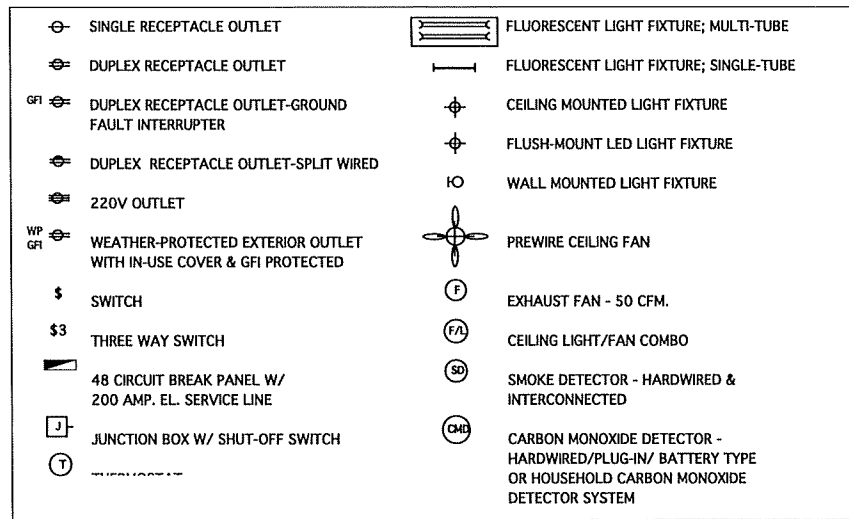 SINGLE RECEPTACLE OUTLET
DUPLEX RECEPTACLE OUTLET
GFI DUPLEX RECEPTACLE OUTLET-GROUND
FAULT INTERRUPTER
DUPLEX RECEPTACLE OUTLET-SPLIT WIRED
220V OUTLET
WP
GFI WEATHER-PROTECTED EXTERIOR OUTLET
WITH IN-USE COVER & GFI PROTECTED
$ SWITCH
$3 THREE WAY SWITCH
48 CIRCUIT BREAK PANEL W/
200 AMP. EL. SERVICE LINE
J JUNCTION BOX W/ SHUT-OFF SWITCH
T
FLUORESCENT LIGHT FIXTURE; MULTI-TUBE
FLUORESCENT LIGHT FIXTURE; SINGLE-TUBE
CEILING MOUNTED LIGHT FIXTURE
FLUSH-MOUNT LED LIGHT FIXTURE
WALL MOUNTED LIGHT FIXTURE
PREWIRE CEILING FAN
F EXHAUST FAN - 50 CFM.
F/L CEILING LIGHT/FAN COMBO
SD SMOKE DETECTOR - HARDWIRED &
INTERCONNECTED
CMD CARBON MONOXIDE DETECTOR -
HARDWIRED/PLUG-IN/ BATTERY TYPE
OR HOUSEHOLD CARBON MONOXIDE
DETECTOR SYSTEM